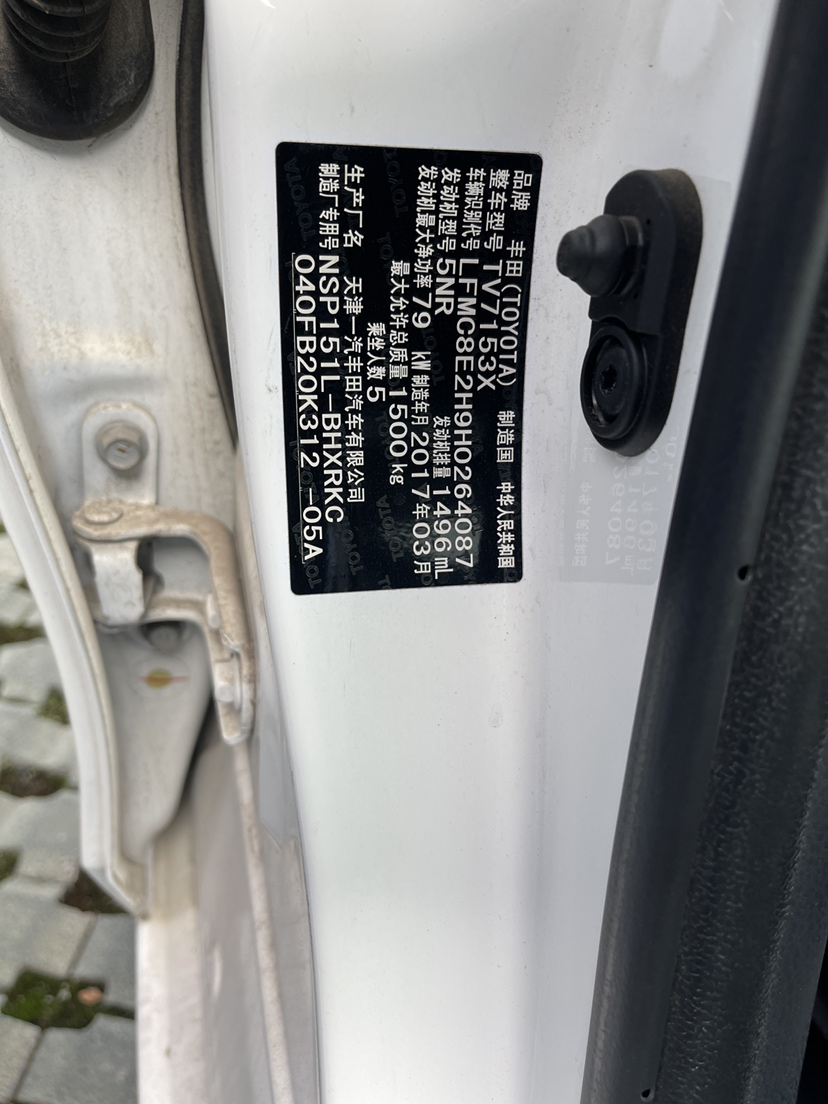 品牌 丰田(TOYOTA) 制造国 中华人民共和国
整车型号 TV7153X
车辆识别代号 LFMC8E2H9H0264087
发动机型号 5NR 发动机排量 1496 mL
发动机最大净功率 79 kW 制造年月 2017年03月
最大允许总质量 1500 kg
乘坐人数 5
生产厂名 天津一汽丰田汽车有限公司
制造厂专用号 NSP151L-BHXRKC
040FB20K312 -05A